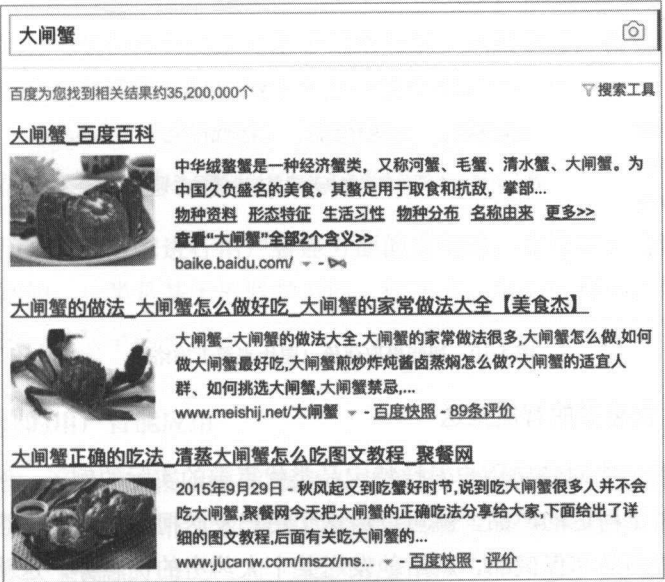 大闸蟹
百度为您找到相关结果约35,200,000个
搜索工具
大闸蟹_百度百科
中华绒螯蟹是一种经济蟹类，又称河蟹、毛蟹、清水蟹、大闸蟹。为
中国久负盛名的美食。其螯足用于取食和抗敌，掌部...
物种资料 形态特征 生活习性 物种分布 名称由来 更多>>
查看“大闸蟹”全部2个含义>>
baike.baidu.com/ -
大闸蟹的做法_大闸蟹怎么做好吃_大闸蟹的家常做法大全【美食杰】
大闸蟹--大闸蟹的做法大全,大闸蟹的家常做法很多,大闸蟹怎么做,如何
做大闸蟹最好吃,大闸蟹煎炒炸炖酱卤蒸焖怎么做?大闸蟹的适宜人
群、如何挑选大闸蟹,大闸蟹禁忌,...
www.meishij.net/大闸蟹 - 百度快照 - 89条评价
大闸蟹正确的吃法_清蒸大闸蟹怎么吃图文教程_聚餐网
2015年9月29日 - 秋风起又到吃蟹好时节,说到吃大闸蟹很多人并不会
吃大闸蟹,聚餐网今天把大闸蟹的正确吃法分享给大家,下面给出了详
细的图文教程,后面有关吃大闸蟹的...
www.jucanw.com/mszx/ms... - 百度快照 - 评价